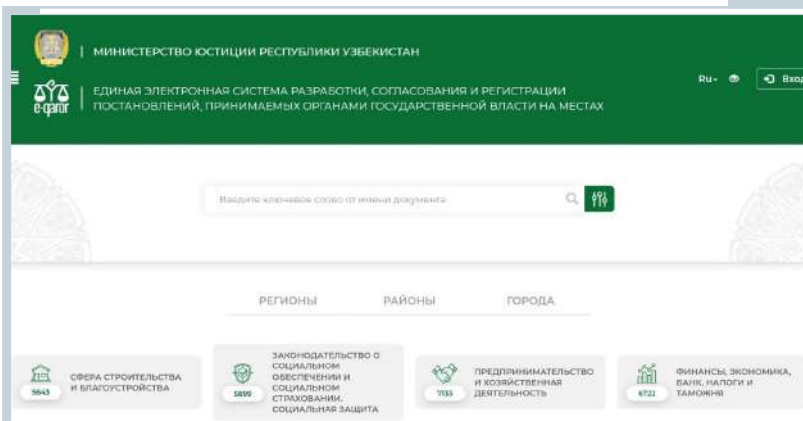 МИНИСТЕРСТВО ЮСТИЦИИ РЕСПУБЛИКИ УЗБЕКИСТАН
e-qaror
ЕДИНАЯ ЭЛЕКТРОННАЯ СИСТЕМА РАЗРАБОТКИ, СОГЛАСОВАНИЯ И РЕГИСТРАЦИИ
ПОСТАНОВЛЕНИЙ, ПРИНИМАЕМЫХ ОРГАНАМИ ГОСУДАРСТВЕННОЙ ВЛАСТИ НА МЕСТАХ
Ru
Вход
Введите ключевое слово от имени документа
РЕГИОНЫ РАЙОНЫ ГОРОДА
СФЕРА СТРОИТЕЛЬСТВА
И БЛАГОУСТРОЙСТВА
ЗАКОНОДАТЕЛЬСТВО О
СОЦИАЛЬНОМ
ОБЕСПЕЧЕНИИ И
СОЦИАЛЬНОМ
СТРАХОВАНИИ.
СОЦИАЛЬНАЯ ЗАЩИТА
5899
ПРЕДПРИНИМАТЕЛЬСТВО
И ХОЗЯЙСТВЕННАЯ
ДЕЯТЕЛЬНОСТЬ
ФИНАНСЫ, ЭКОНОМИКА,
БАНК, НАЛОГИ И
ТАМОЖНЯ
6722